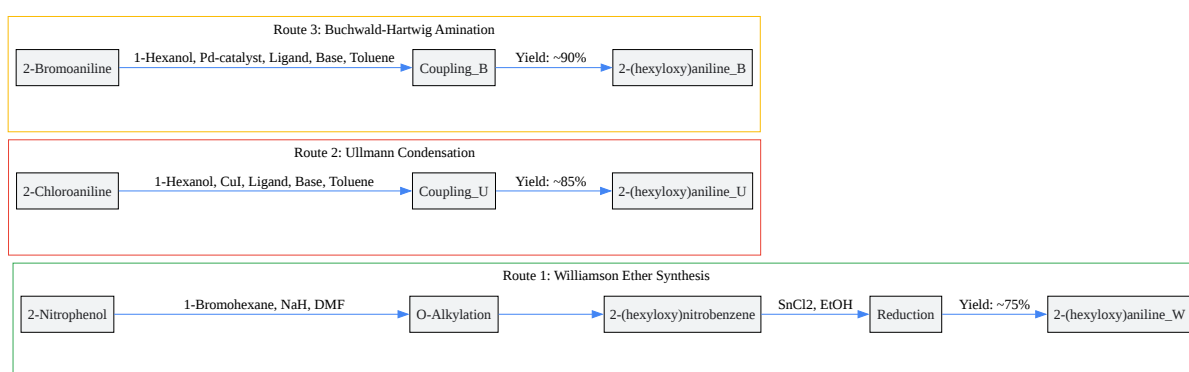 Route 3: Buchwald-Hartwig Amination
2-Bromoaniline
1-Hexanol, Pd-catalyst, Ligand, Base, Toluene
Coupling_B
Yield: ~90%
2-(hexyloxy)aniline_B
Route 2: Ullmann Condensation
2-Chloroaniline
1-Hexanol, CuI, Ligand, Base, Toluene
Coupling_U
Yield: ~85%
2-(hexyloxy)aniline_U
Route 1: Williamson Ether Synthesis
2-Nitrophenol
1-Bromohexane, NaH, DMF
O-Alkylation
2-(hexyloxy)nitrobenzene
SnCl2, EtOH
Reduction
Yield: ~75%
2-(hexyloxy)aniline_W